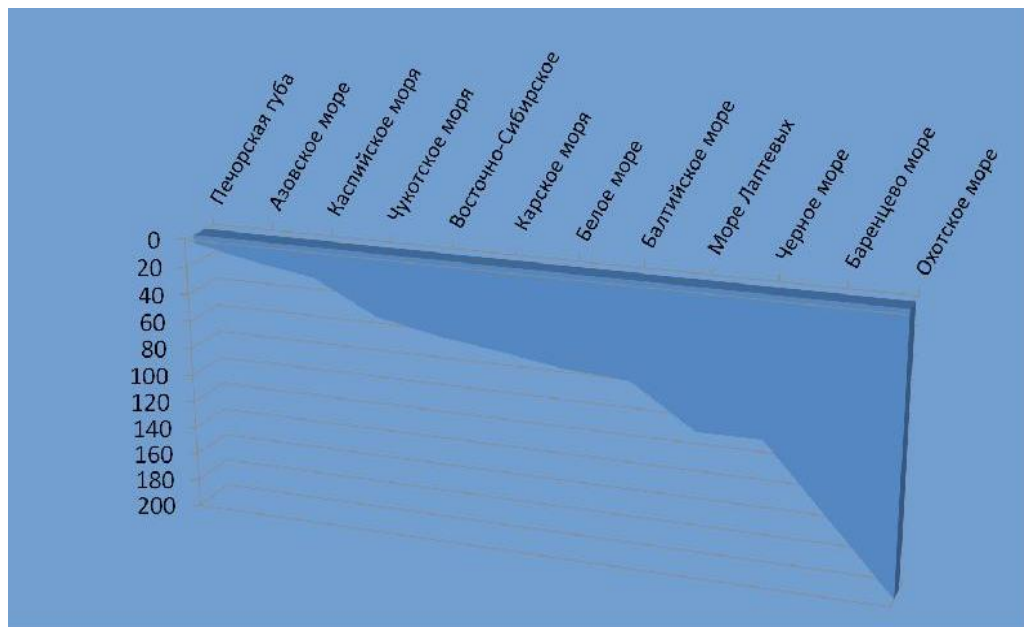 Печорская губа
Азовское море
Каспийское моря
Чукотское моря
Восточно-Сибирское
Карское моря
Белое море
Балтийское море
Море Лаптевых
Черное море
Баренцево море
Охотское море
0
20
40
60
80
100
120
140
160
180
200